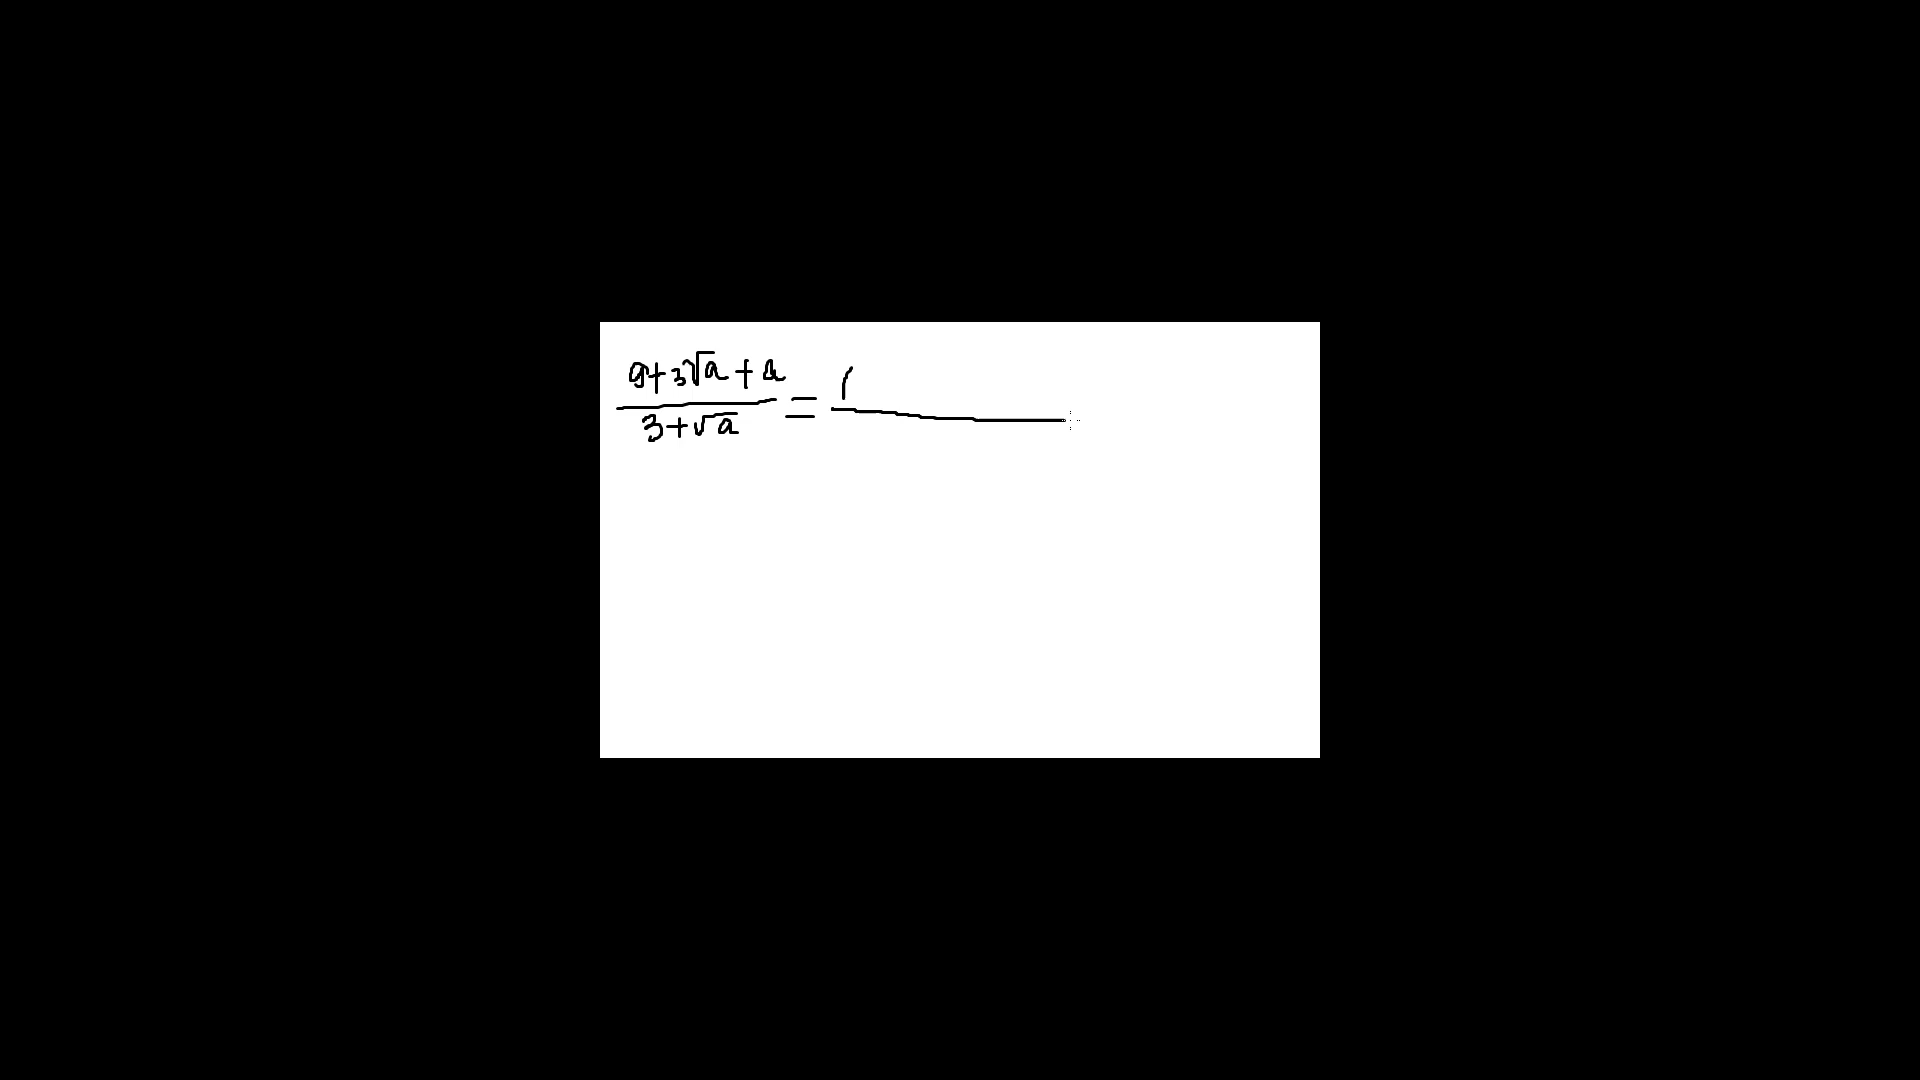 9+3√a+a
3+√a
= (